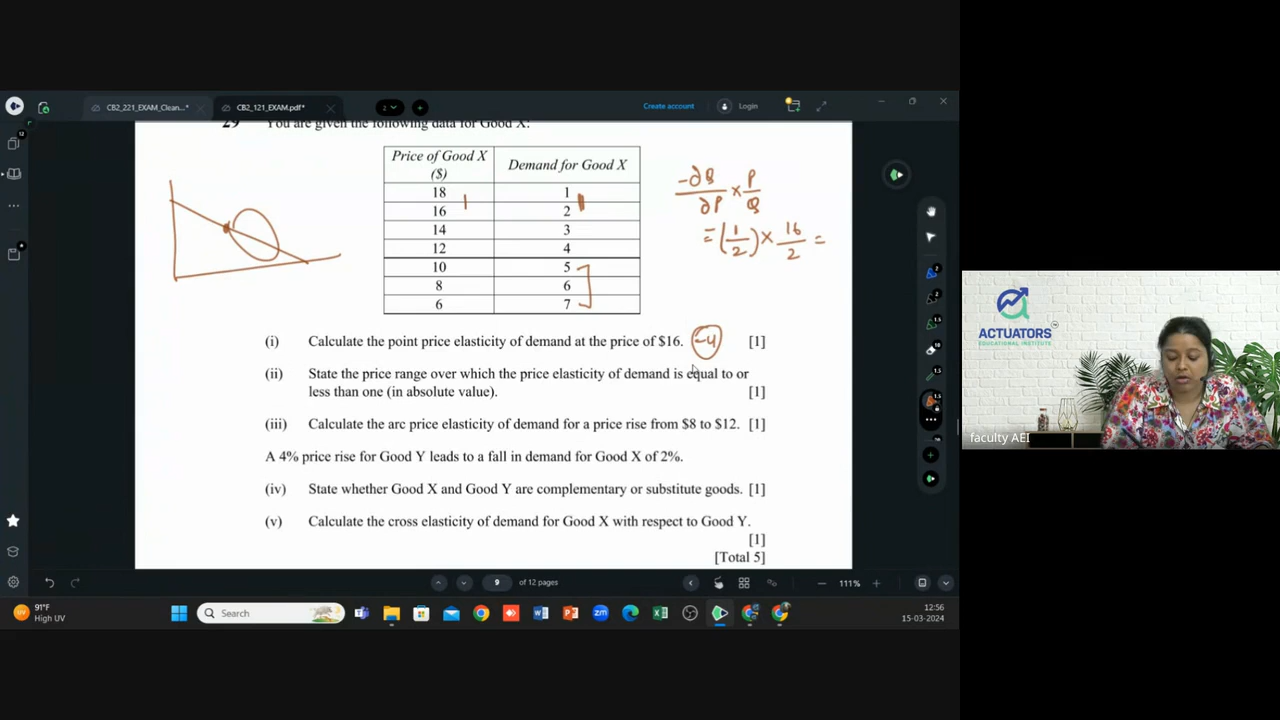 CB2_221_EXAM_Clean...*
CB2_121_EXAM.pdf*
2
Create account
Login
29 You are given the following data for Good X:
Price of Good X ($) Demand for Good X
18 1
16 2
14 3
12 4
10 5
8 6
6 7
-∂Q/∂P × P/Q
= (1/2) × 16/2 =
(i) Calculate the point price elasticity of demand at the price of $16. -4 [1]
(ii) State the price range over which the price elasticity of demand is equal to or
less than one (in absolute value). [1]
(iii) Calculate the arc price elasticity of demand for a price rise from $8 to $12. [1]
A 4% price rise for Good Y leads to a fall in demand for Good X of 2%.
(iv) State whether Good X and Good Y are complementary or substitute goods. [1]
(v) Calculate the cross elasticity of demand for Good X with respect to Good Y.
[1]
[Total 5]
9 of 12 pages
111%
91°F
High UV
Search
12:56
15-03-2024
ACTUATORS
EDUCATIONAL INSTITUTE
faculty AEI